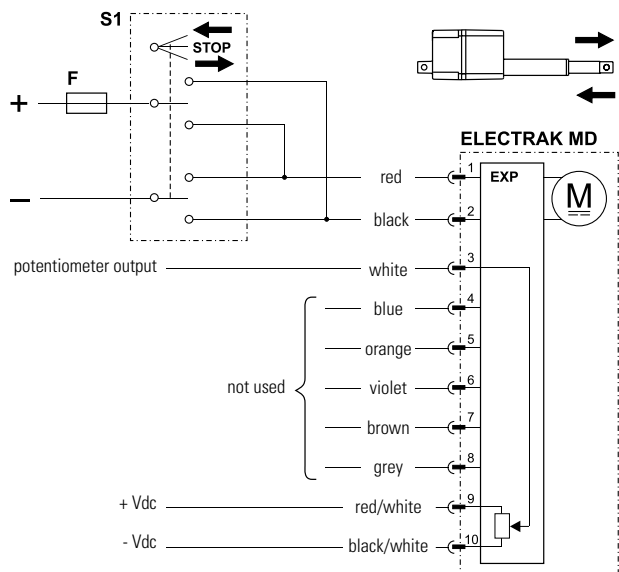 S1
STOP
F
+
−
ELECTRAK MD
EXP
M
red 1
black 2
potentiometer output white 3
blue 4
orange 5
not used violet 6
brown 7
grey 8
+ Vdc red/white 9
- Vdc black/white 10